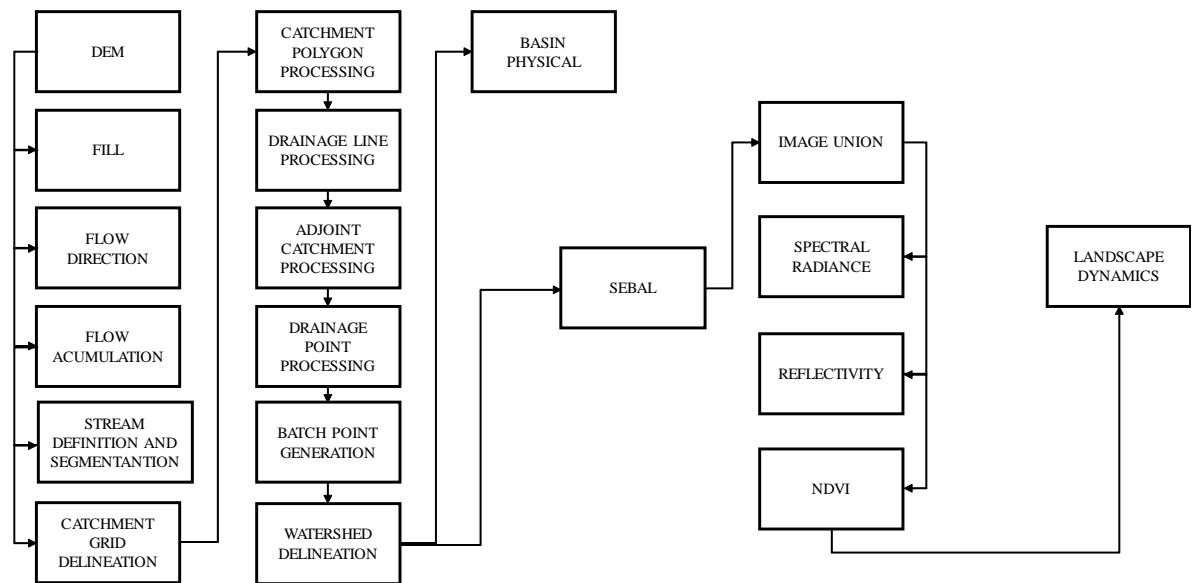 DEM
FILL
FLOW
DIRECTION
FLOW
ACUMULATION
STREAM
DEFINITION AND
SEGMENTANTION
CATCHMENT
GRID
DELINEATION
CATCHMENT
POLYGON
PROCESSING
DRAINAGE LINE
PROCESSING
ADJOINT
CATCHMENT
PROCESSING
DRAINAGE
POINT
PROCESSING
BATCH POINT
GENERATION
WATERSHED
DELINEATION
BASIN
PHYSICAL
SEBAL
IMAGE UNION
SPECTRAL
RADIANCE
REFLECTIVITY
NDVI
LANDSCAPE
DYNAMICS